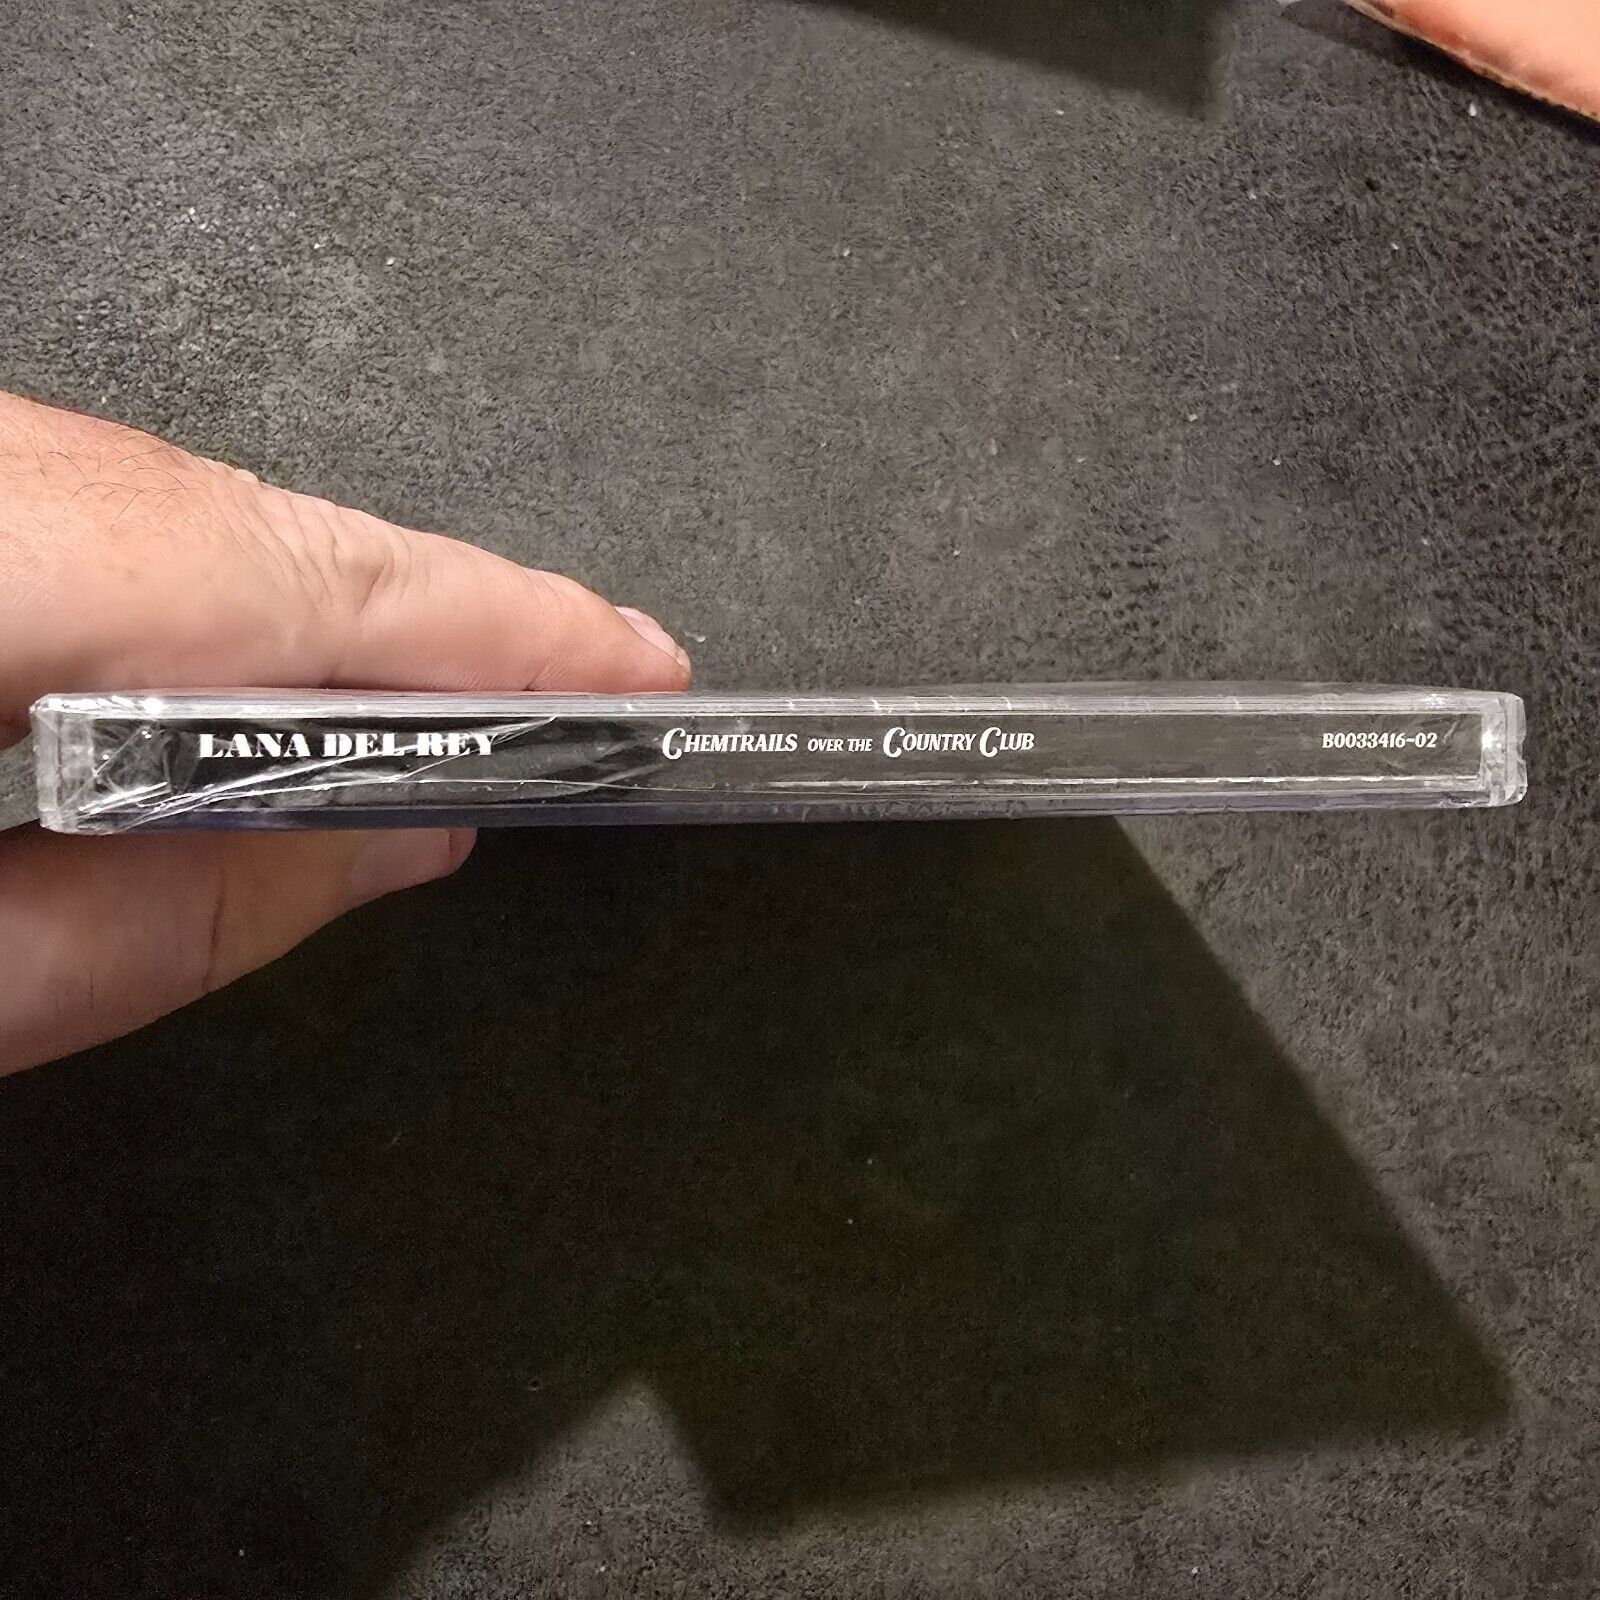 LANA DEL REY CHEMTRAILS OVER THE COUNTRY CLUB B0033416-02